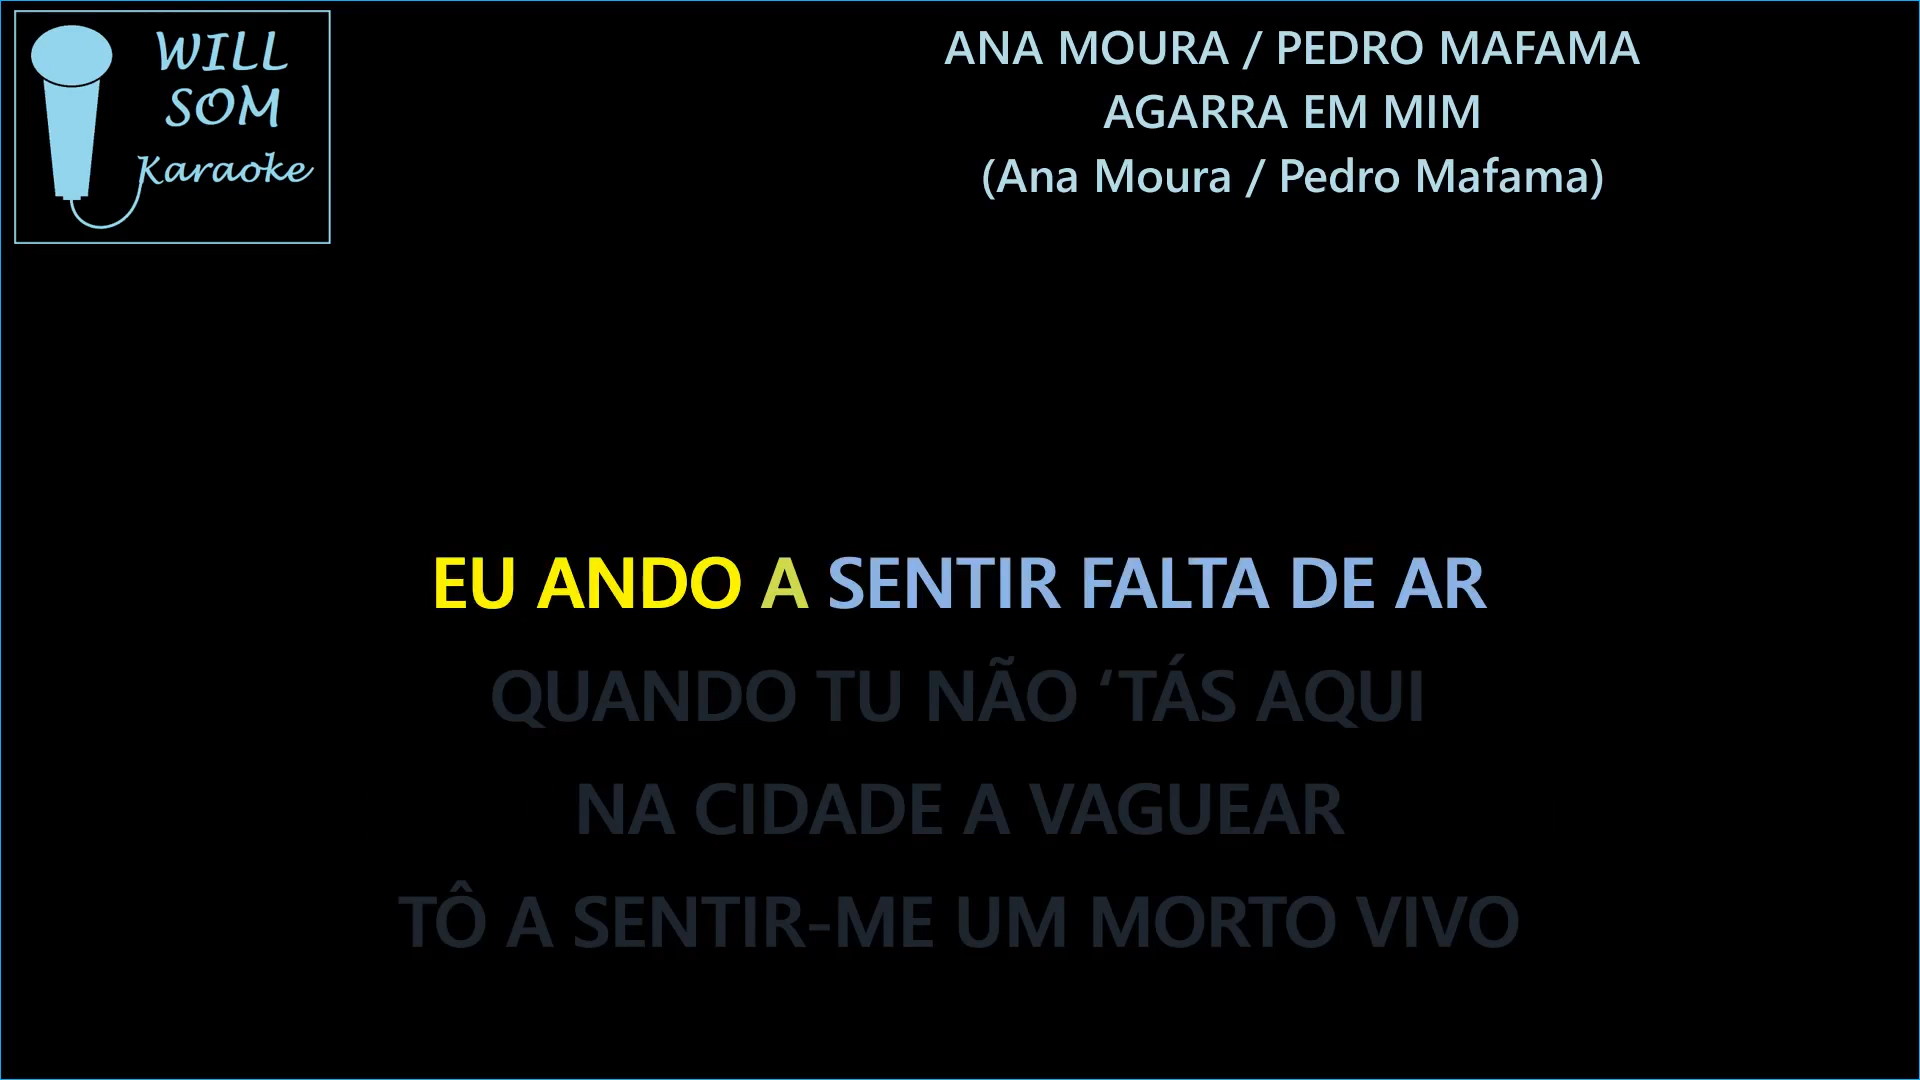 WILL
SOM
Karaoke
ANA MOURA / PEDRO MAFAMA
AGARRA EM MIM
(Ana Moura / Pedro Mafama)
EU ANDO A SENTIR FALTA DE AR
QUANDO TU NÃO ‘TÁS AQUI
NA CIDADE A VAGUEAR
TÔ A SENTIR-ME UM MORTO VIVO